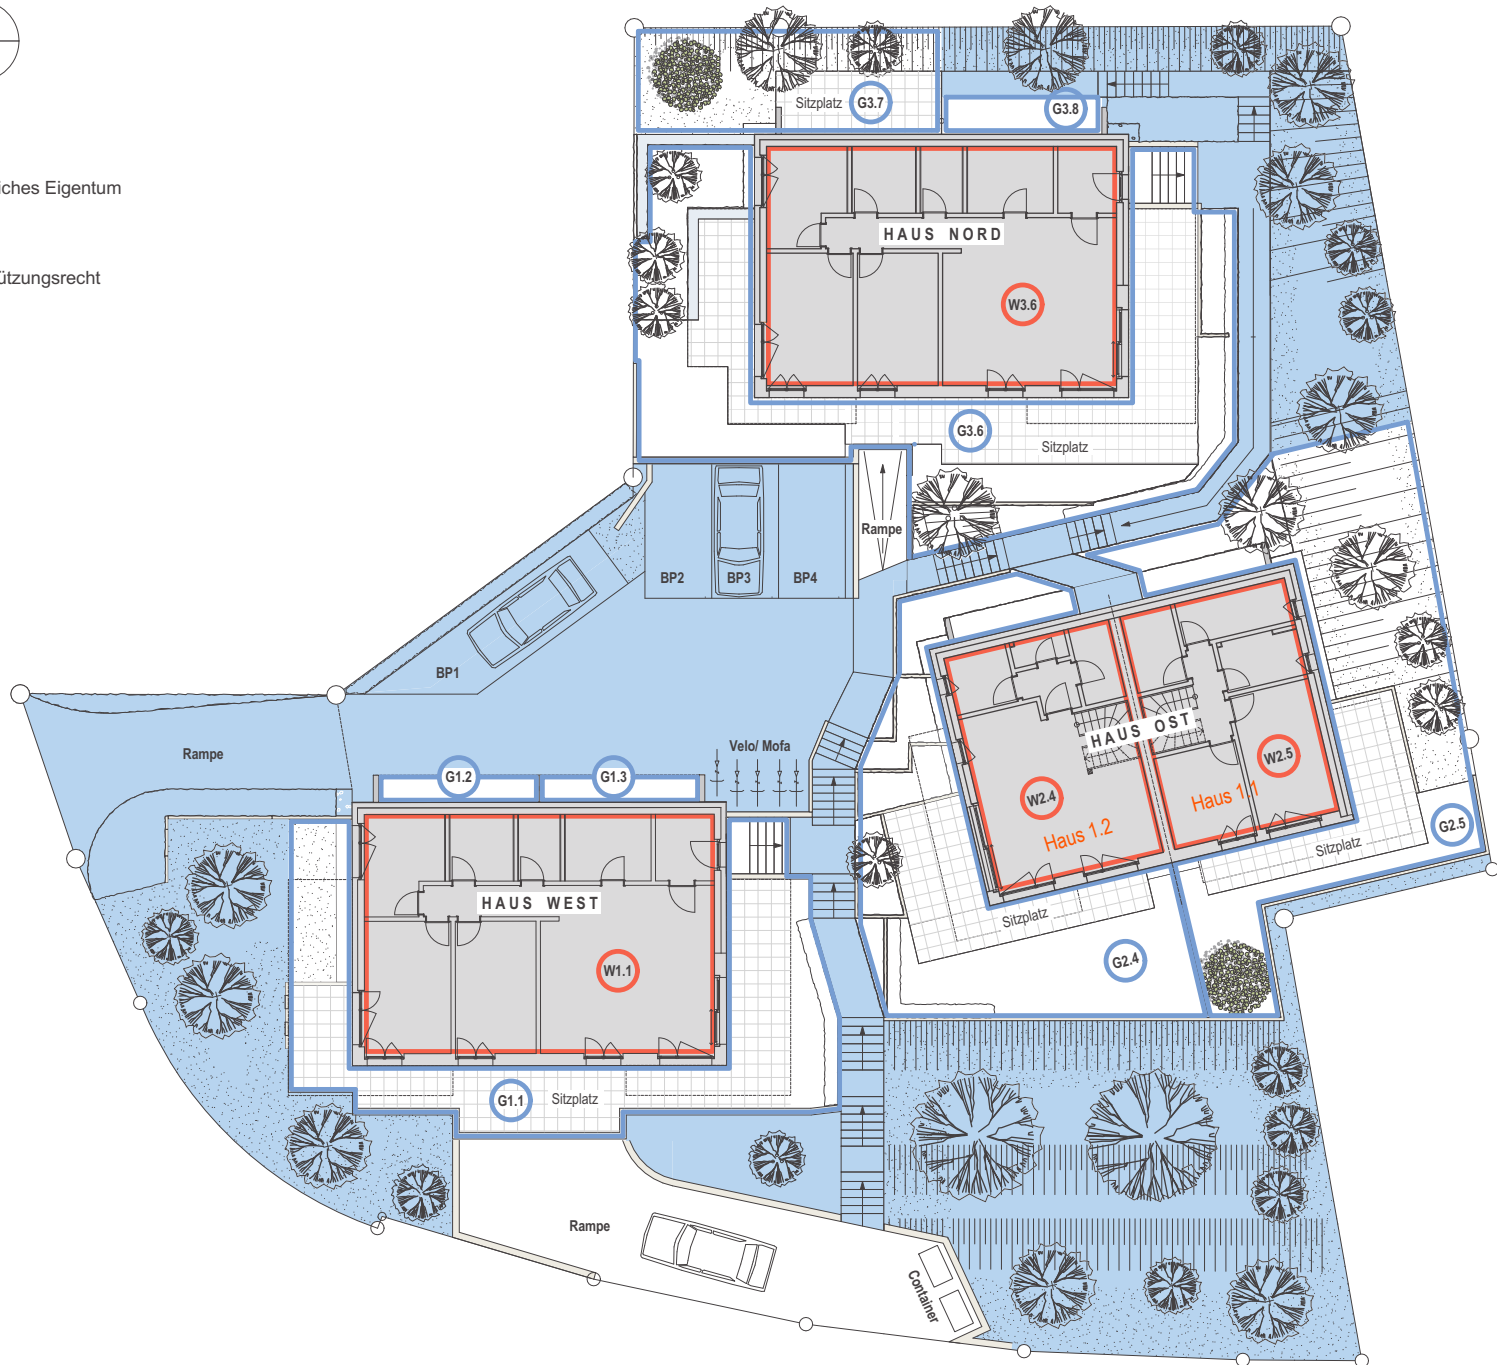 iches Eigentum
ützungsrecht
Sitzplatz
G3.7
G3.8
HAUS NORD
W3.6
G3.6
Sitzplatz
Rampe
BP2
BP3
BP4
BP1
Rampe
Velo/ Mofa
G1.2
G1.3
HAUS OST
W2.5
W2.4
Haus 1.1
Haus 1.2
G2.5
Sitzplatz
Sitzplatz
G2.4
HAUS WEST
W1.1
G1.1
Sitzplatz
Rampe
Container